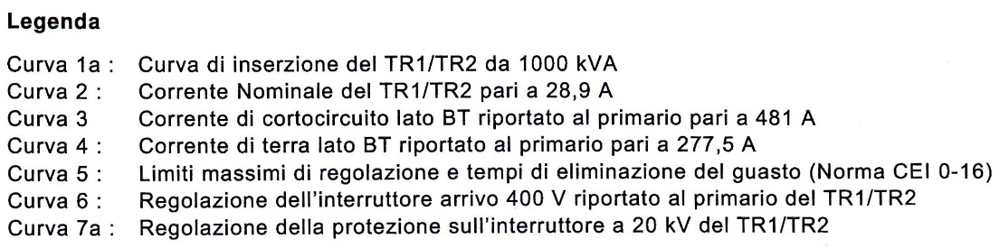 Legenda
Curva 1a : Curva di inserzione del TR1/TR2 da 1000 kVA
Curva 2 : Corrente Nominale del TR1/TR2 pari a 28,9 A
Curva 3 Corrente di cortocircuito lato BT riportato al primario pari a 481 A
Curva 4 : Corrente di terra lato BT riportato al primario pari a 277,5 A
Curva 5 : Limiti massimi di regolazione e tempi di eliminazione del guasto (Norma CEI 0-16)
Curva 6 : Regolazione dell'interruttore arrivo 400 V riportato al primario del TR1/TR2
Curva 7a : Regolazione della protezione sull'interruttore a 20 kV del TR1/TR2